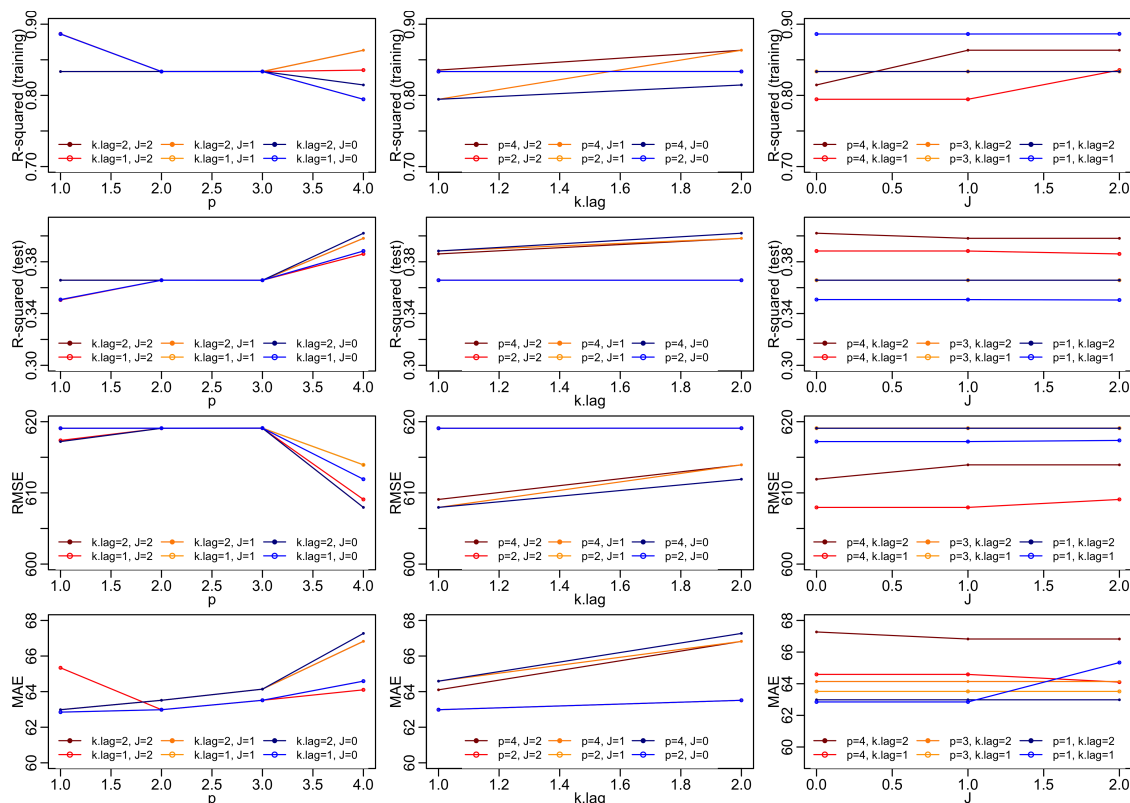 R-squared (training)
0.70 0.80 0.90
k.lag=2, J=2 k.lag=2, J=1 k.lag=2, J=0
k.lag=1, J=2 k.lag=1, J=1 k.lag=1, J=0
1.0 1.5 2.0 2.5 3.0 3.5 4.0
p
R-squared (training)
0.70 0.80 0.90
p=4, J=2 p=4, J=1 p=4, J=0
p=2, J=2 p=2, J=1 p=2, J=0
1.0 1.2 1.4 1.6 1.8 2.0
k.lag
R-squared (training)
0.70 0.80 0.90
p=4, k.lag=2 p=3, k.lag=2 p=1, k.lag=2
p=4, k.lag=1 p=3, k.lag=1 p=1, k.lag=1
0.0 0.5 1.0 1.5 2.0
J
R-squared (test)
0.30 0.34 0.38
k.lag=2, J=2 k.lag=2, J=1 k.lag=2, J=0
k.lag=1, J=2 k.lag=1, J=1 k.lag=1, J=0
1.0 1.5 2.0 2.5 3.0 3.5 4.0
p
R-squared (test)
0.30 0.34 0.38
p=4, J=2 p=4, J=1 p=4, J=0
p=2, J=2 p=2, J=1 p=2, J=0
1.0 1.2 1.4 1.6 1.8 2.0
k.lag
R-squared (test)
0.30 0.34 0.38
p=4, k.lag=2 p=3, k.lag=2 p=1, k.lag=2
p=4, k.lag=1 p=3, k.lag=1 p=1, k.lag=1
0.0 0.5 1.0 1.5 2.0
J
RMSE
600 610 620
k.lag=2, J=2 k.lag=2, J=1 k.lag=2, J=0
k.lag=1, J=2 k.lag=1, J=1 k.lag=1, J=0
1.0 1.5 2.0 2.5 3.0 3.5 4.0
p
RMSE
600 610 620
p=4, J=2 p=4, J=1 p=4, J=0
p=2, J=2 p=2, J=1 p=2, J=0
1.0 1.2 1.4 1.6 1.8 2.0
k.lag
RMSE
600 610 620
p=4, k.lag=2 p=3, k.lag=2 p=1, k.lag=2
p=4, k.lag=1 p=3, k.lag=1 p=1, k.lag=1
0.0 0.5 1.0 1.5 2.0
J
MAE
60 62 64 66 68
k.lag=2, J=2 k.lag=2, J=1 k.lag=2, J=0
k.lag=1, J=2 k.lag=1, J=1 k.lag=1, J=0
1.0 1.5 2.0 2.5 3.0 3.5 4.0
p
MAE
60 62 64 66 68
p=4, J=2 p=4, J=1 p=4, J=0
p=2, J=2 p=2, J=1 p=2, J=0
1.0 1.2 1.4 1.6 1.8 2.0
k.lag
MAE
60 62 64 66 68
p=4, k.lag=2 p=3, k.lag=2 p=1, k.lag=2
p=4, k.lag=1 p=3, k.lag=1 p=1, k.lag=1
0.0 0.5 1.0 1.5 2.0
J